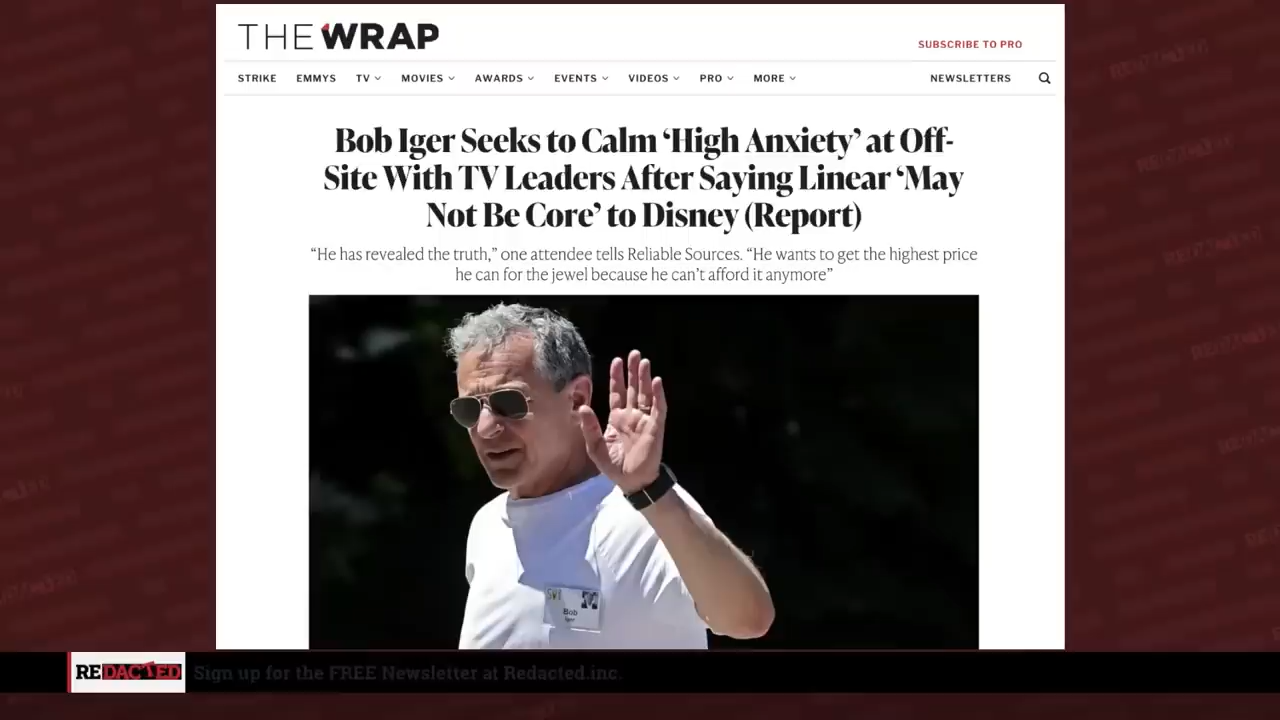 THE WRAP
SUBSCRIBE TO PRO
STRIKE EMMYS TV MOVIES AWARDS EVENTS VIDEOS PRO MORE NEWSLETTERS
Bob Iger Seeks to Calm ‘High Anxiety’ at Off-
Site With TV Leaders After Saying Linear ‘May
Not Be Core’ to Disney (Report)
“He has revealed the truth,” one attendee tells Reliable Sources. “He wants to get the highest price
he can for the jewel because he can’t afford it anymore”
Bob
Iger
REDACTED Sign up for the FREE Newsletter at Redacted.inc.